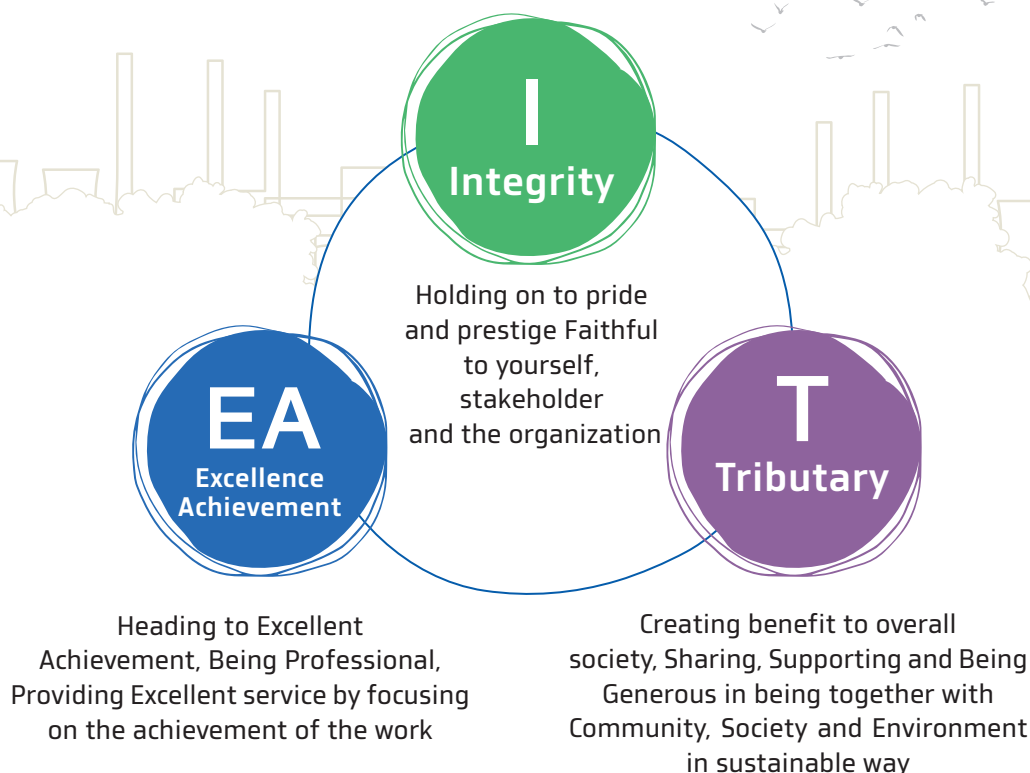 I
Integrity
Holding on to pride
and prestige Faithful
to yourself,
stakeholder
and the organization
EA
Excellence
Achievement
Heading to Excellent
Achievement, Being Professional,
Providing Excellent service by focusing
on the achievement of the work
T
Tributary
Creating benefit to overall
society, Sharing, Supporting and Being
Generous in being together with
Community, Society and Environment
in sustainable way